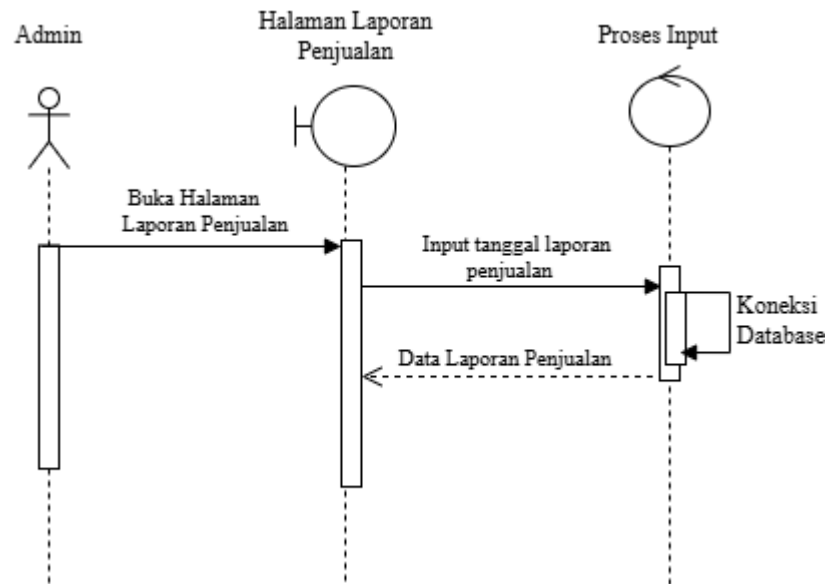 Admin
Halaman Laporan
Penjualan
Proses Input
Buka Halaman
Laporan Penjualan
Input tanggal laporan
penjualan
Koneksi
Database
Data Laporan Penjualan